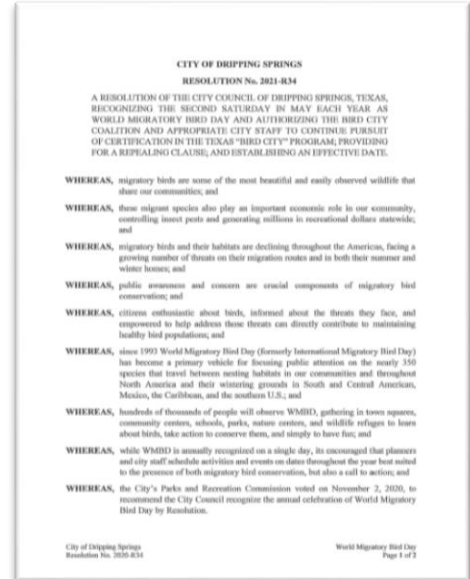 CITY OF DRIPPING SPRINGS
RESOLUTION No. 2021-R34
A RESOLUTION OF THE CITY COUNCIL OF DRIPPING SPRINGS, TEXAS,
RECOGNIZING THE SECOND SATURDAY IN MAY EACH YEAR AS
WORLD MIGRATORY BIRD DAY AND AUTHORIZING THE BIRD CITY
COALITION AND APPROPRIATE CITY STAFF TO CONTINUE PURSUIT
OF CERTIFICATION IN THE TEXAS "BIRD CITY" PROGRAM; PROVIDING
FOR A REPEALING CLAUSE; AND ESTABLISHING AN EFFECTIVE DATE.
WHEREAS, migratory birds are some of the most beautiful and easily observed wildlife that
share our communities; and
WHEREAS, these migrant species also play an important economic role in our community,
controlling insect pests and generating millions in recreational dollars statewide;
and
WHEREAS, migratory birds and their habitats are declining throughout the Americas, facing a
growing number of threats on their migration routes and in both their summer and
winter homes; and
WHEREAS, public awareness and concern are crucial components of migratory bird
conservation; and
WHEREAS, citizens enthusiastic about birds, informed about the threats they face, and
empowered to help address those threats can directly contribute to maintaining
healthy bird populations; and
WHEREAS, since 1993 World Migratory Bird Day (formerly International Migratory Bird Day)
has become a primary vehicle for focusing public attention on the nearly 350
species that travel between nesting habitats in our communities and throughout
North America and their wintering grounds in South and Central American,
Mexico, the Caribbean, and the southern U.S.; and
WHEREAS, hundreds of thousands of people will observe WMBD, gathering in town squares,
community centers, schools, parks, nature centers, and wildlife refuges to learn
about birds, take action to conserve them, and simply to have fun; and
WHEREAS, while WMBD is annually recognized on a single day, its encouraged that planners
and city staff schedule activities and events on dates throughout the year best suited
to the presence of both migratory bird conservation, but also a call to action; and
WHEREAS, the City's Parks and Recreation Commission voted on November 2, 2020, to
recommend the City Council recognize the annual celebration of World Migratory
Bird Day by Resolution.
City of Dripping Springs
Resolution No. 2020-R34
World Migratory Bird Day
Page 1 of 2